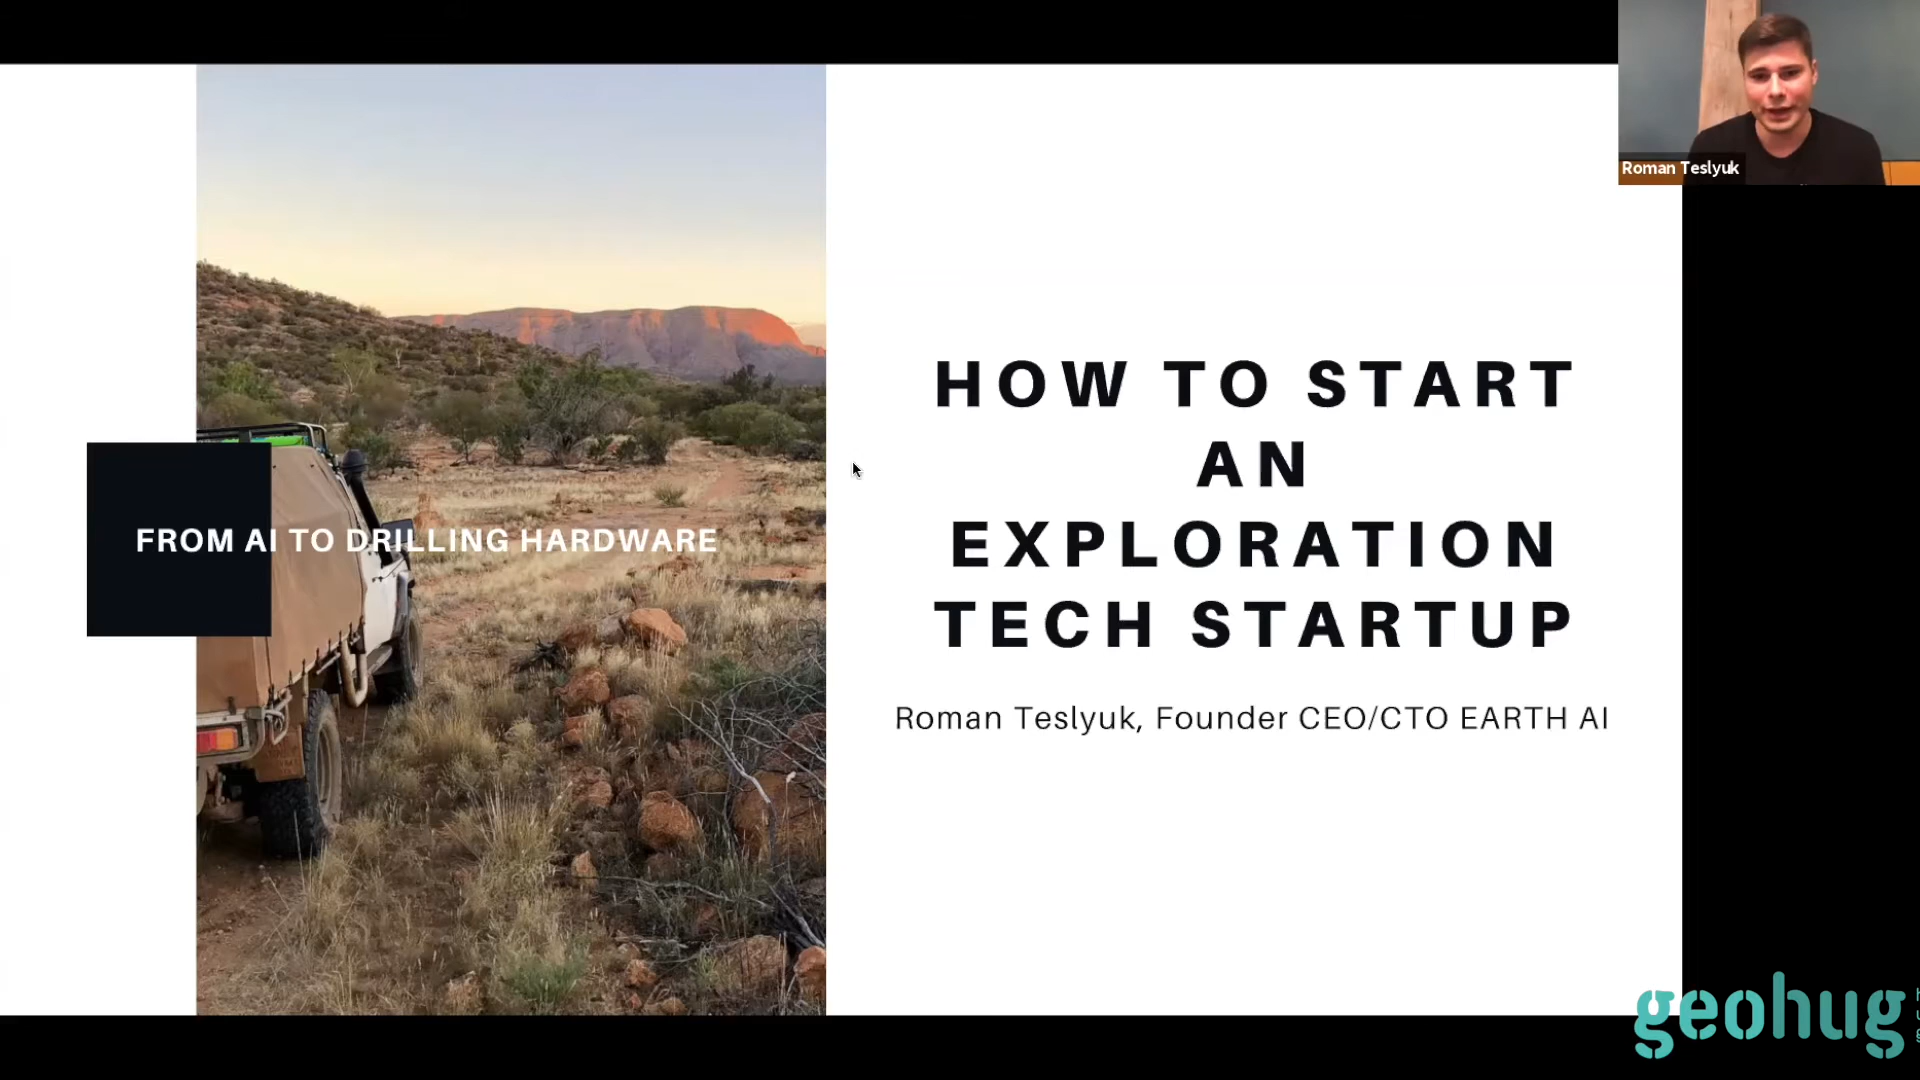 Roman Teslyuk
FROM AI TO DRILLING HARDWARE
HOW TO START
AN
EXPLORATION
TECH STARTUP
Roman Teslyuk, Founder CEO/CTO EARTH AI
geohug